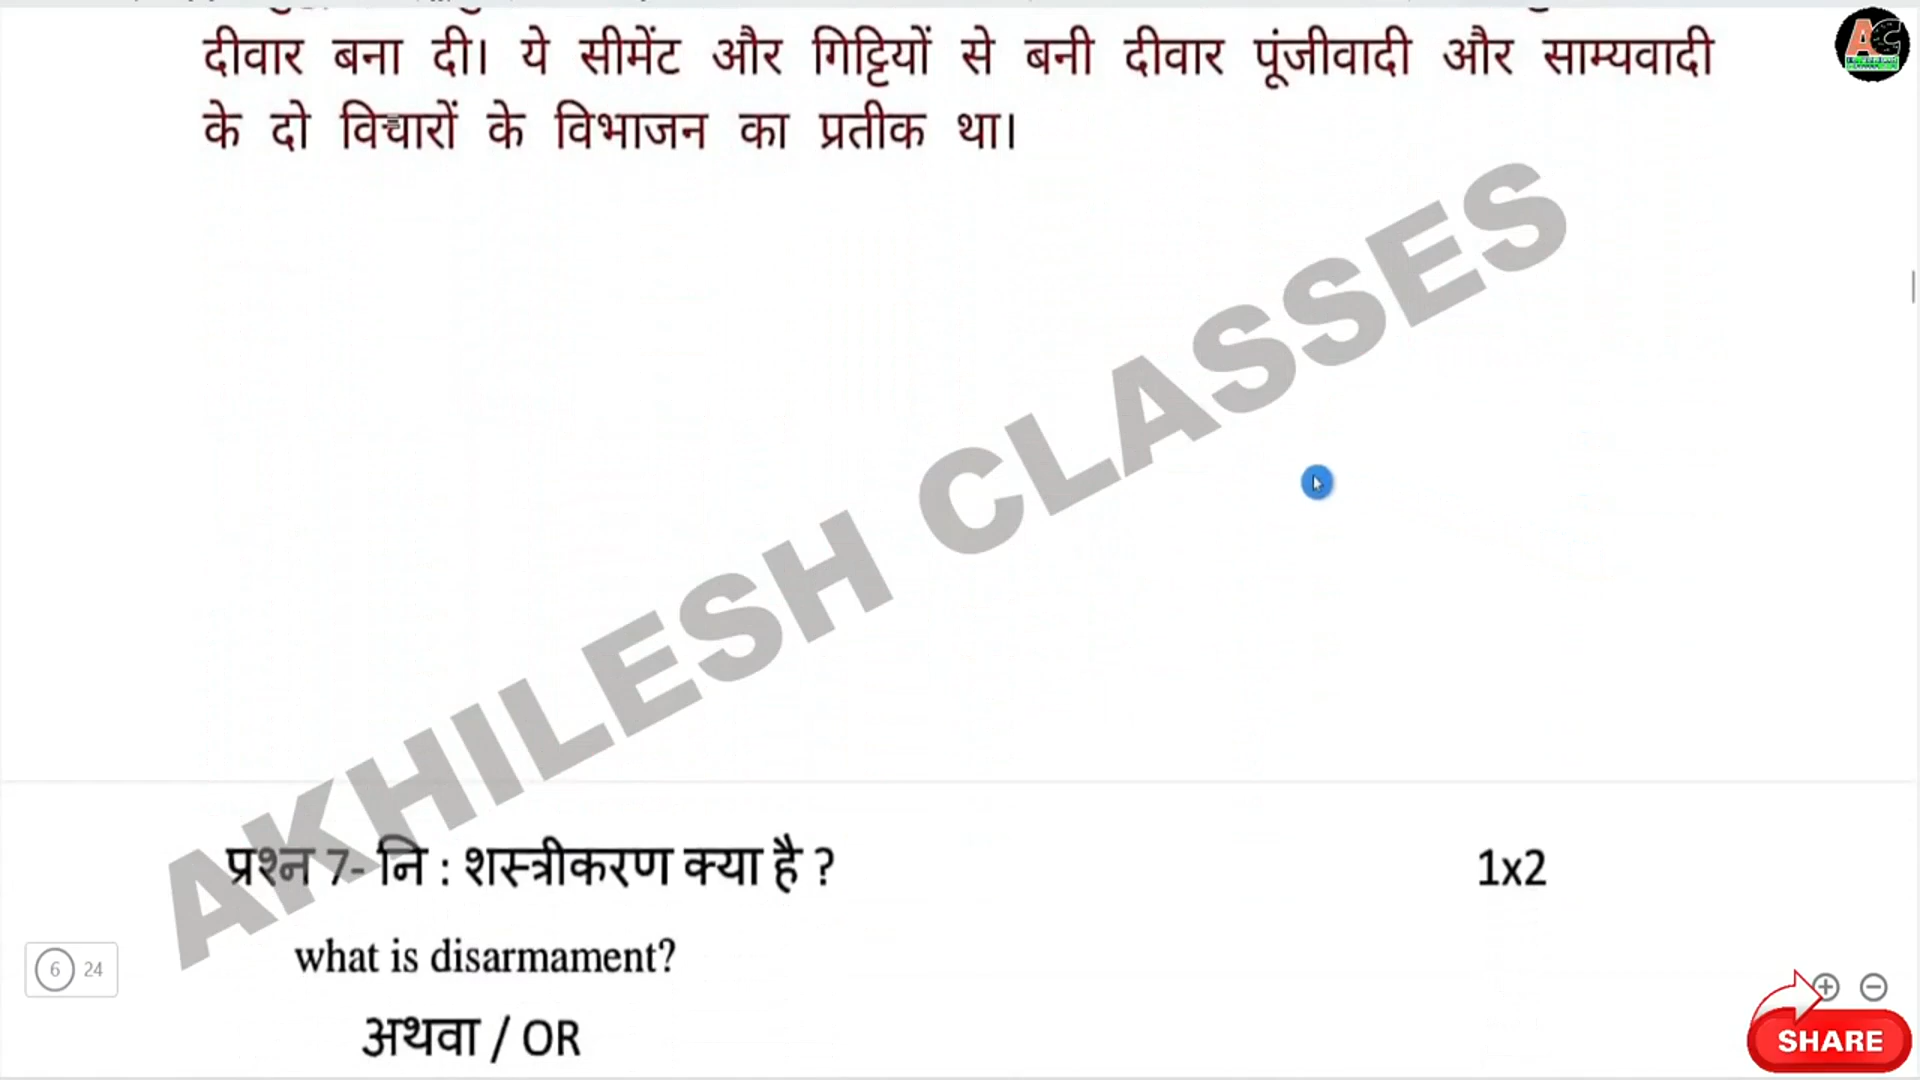 दीवार बना दी। ये सीमेंट और गिट्टियों से बनी दीवार पूंजीवादी और साम्यवादी
के दो विचारों के विभाजन का प्रतीक था।
AKHILESH CLASSES
प्रश्न 7- नि : शस्त्रीकरण क्या है ? 1x2
what is disarmament?
अथवा / OR
6 24
AC
SHARE